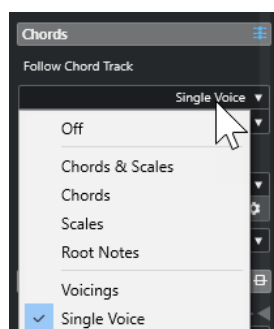 Chords
Follow Chord Track
Single Voice
Off
Chords & Scales
Chords
Scales
Root Notes
Voicings
Single Voice